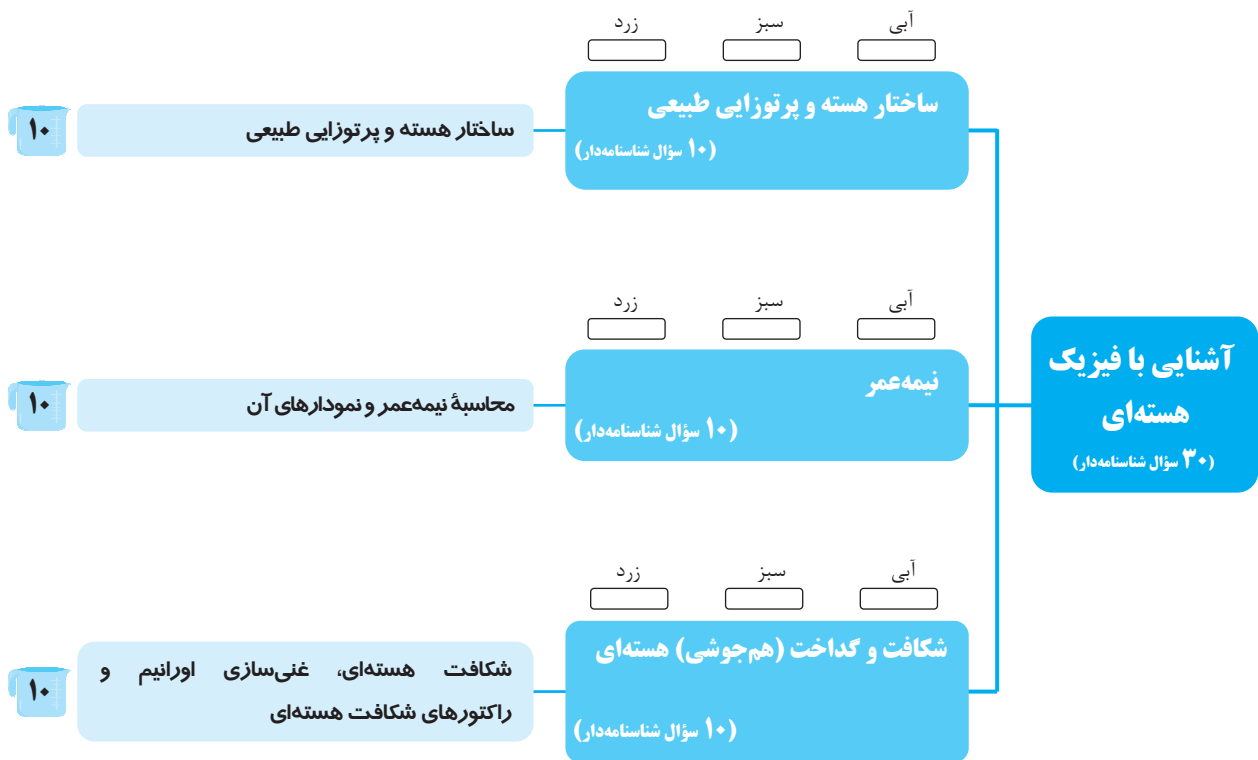 آشنایی با فیزیک
هسته‌ای
(۳۰ سؤال شناسنامه‌دار)
آبی سبز زرد
ساختار هسته و پرتوزایی طبیعی
(۱۰ سؤال شناسنامه‌دار)
ساختار هسته و پرتوزایی طبیعی
۱۰
آبی سبز زرد
نیمه‌عمر
(۱۰ سؤال شناسنامه‌دار)
محاسبهٔ نیمه‌عمر و نمودارهای آن
۱۰
آبی سبز زرد
شکافت و گداخت (هم‌جوشی) هسته‌ای
(۱۰ سؤال شناسنامه‌دار)
شکافت هسته‌ای، غنی‌سازی اورانیم و
راکتورهای شکافت هسته‌ای
۱۰